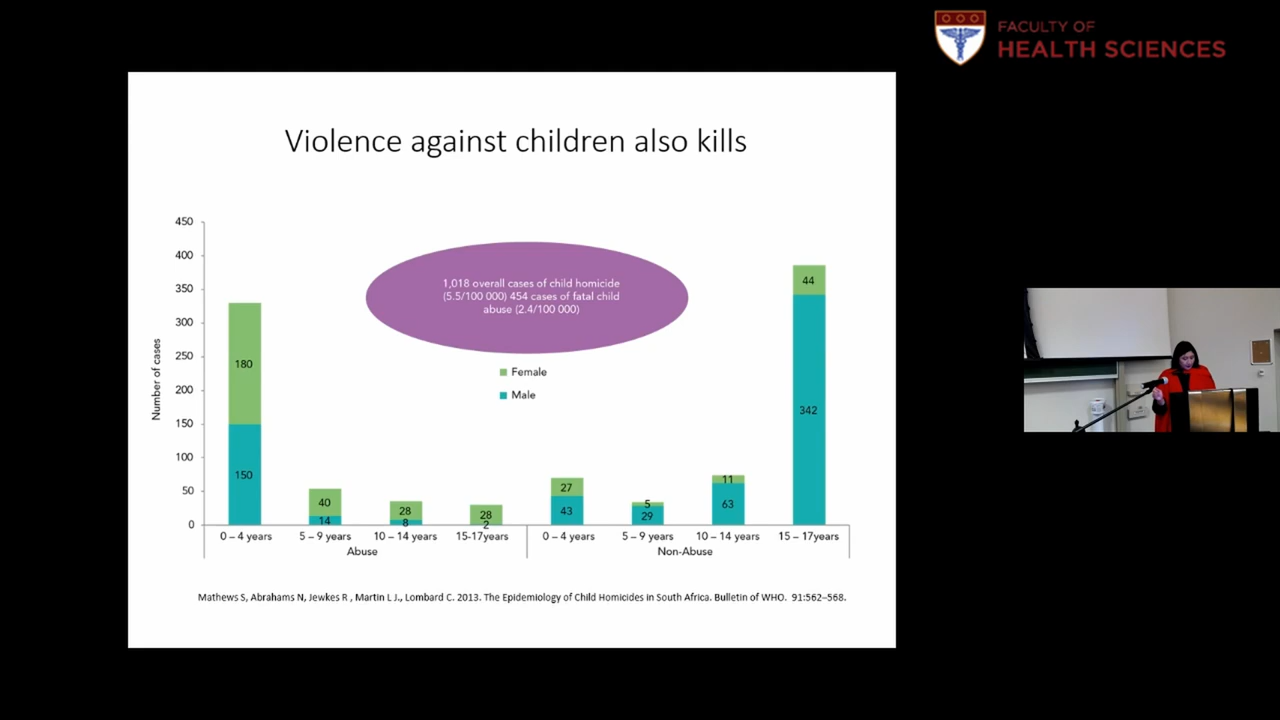 FACULTY OF
HEALTH SCIENCES
Violence against children also kills
Number of cases
450
400
350
300
250
200
150
100
50
0
1,018 overall cases of child homicide
(5.5/100 000) 454 cases of fatal child
abuse (2.4/100 000)
Female
Male
180
150
40
14
28
8
28
2
27
43
5
29
11
63
44
342
0 – 4 years
5 – 9 years
10 – 14 years
15-17years
0 – 4 years
5 – 9 years
10 – 14 years
15 – 17years
Abuse
Non-Abuse
Mathews S, Abrahams N, Jewkes R , Martin L J., Lombard C. 2013. The Epidemiology of Child Homicides in South Africa. Bulletin of WHO. 91:562–568.